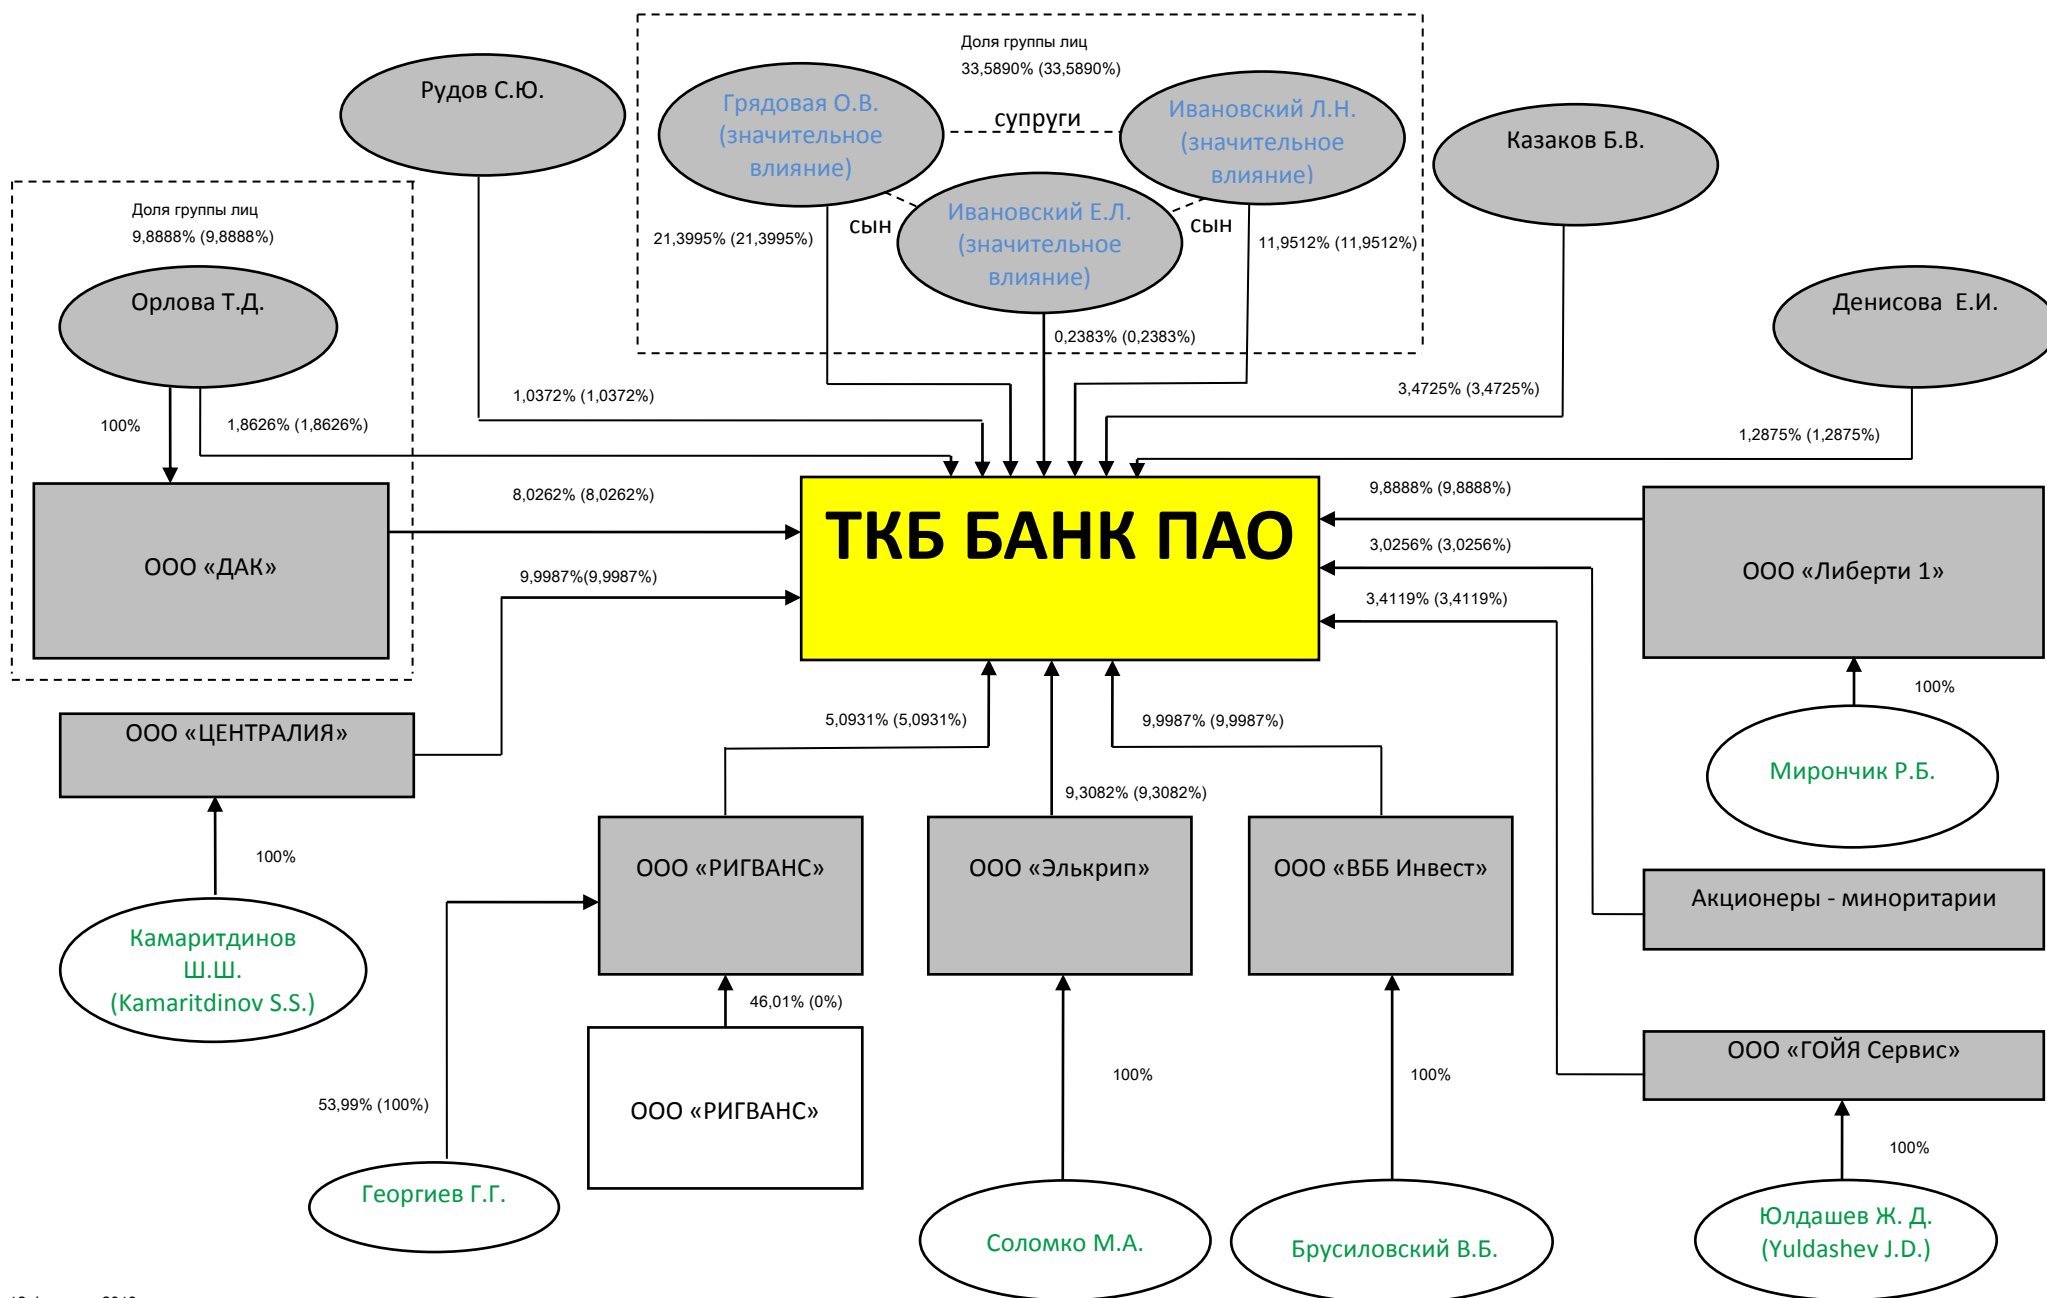 Доля группы лиц
33,5890% (33,5890%)
Рудов С.Ю.
Грядовая О.В.
(значительное
влияние)
супруги
Ивановский Л.Н.
(значительное
влияние)
Казаков Б.В.
Доля группы лиц
9,8888% (9,8888%)
21,3995% (21,3995%)
сын
Ивановский Е.Л.
(значительное
влияние)
сын
11,9512% (11,9512%)
Орлова Т.Д.
Денисова Е.И.
0,2383% (0,2383%)
1,0372% (1,0372%)
3,4725% (3,4725%)
100%
1,8626% (1,8626%)
1,2875% (1,2875%)
8,0262% (8,0262%)
9,8888% (9,8888%)
ТКБ БАНК ПАО
3,0256% (3,0256%)
ООО «ДАК»
9,9987%(9,9987%)
ООО «Либерти 1»
3,4119% (3,4119%)
100%
5,0931% (5,0931%)
9,9987% (9,9987%)
ООО «ЦЕНТРАЛИЯ»
Мирончик Р.Б.
9,3082% (9,3082%)
100%
ООО «РИГВАНС»
ООО «Элькрип»
ООО «ВББ Инвест»
Акционеры - миноритарии
Камаритдинов
Ш.Ш.
(Kamaritdinov S.S.)
46,01% (0%)
ООО «ГОЙЯ Сервис»
100%
100%
53,99% (100%)
ООО «РИГВАНС»
100%
Георгиев Г.Г.
Соломко М.А.
Брусиловский В.Б.
Юлдашев Ж. Д.
(Yuldashev J.D.)